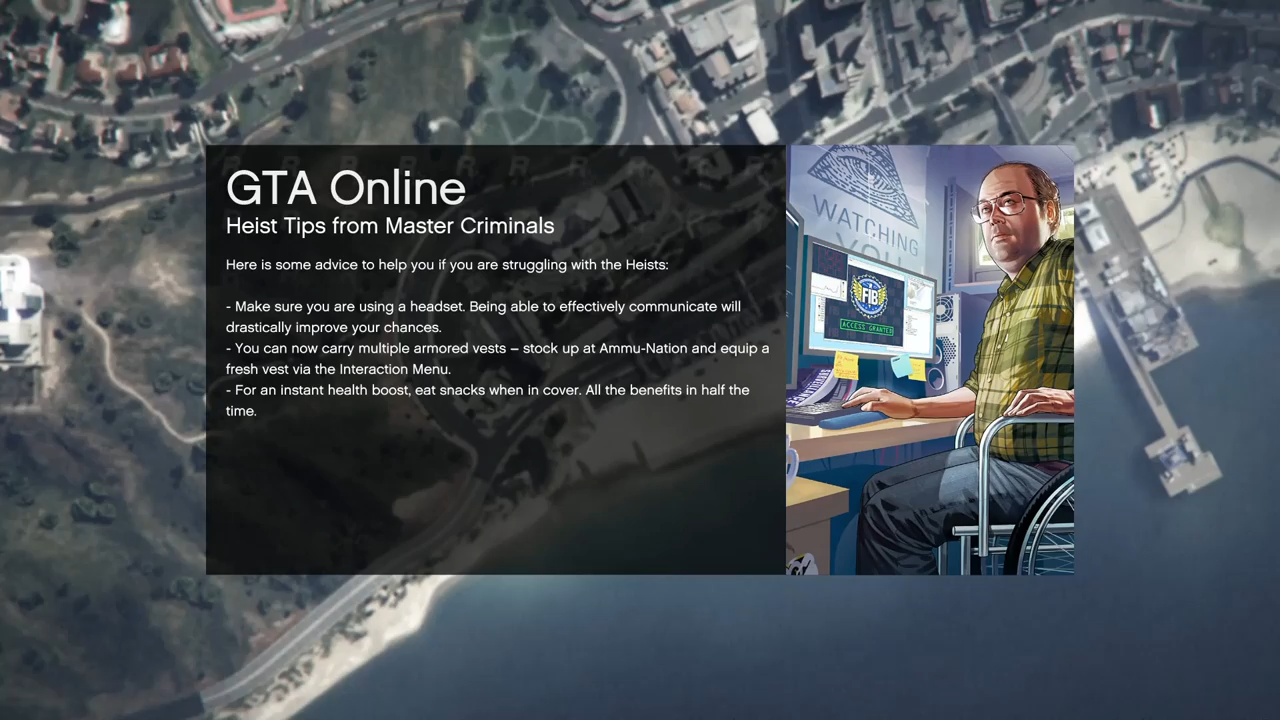 GTA Online
Heist Tips from Master Criminals
Here is some advice to help you if you are struggling with the Heists:
- Make sure you are using a headset. Being able to effectively communicate will
drastically improve your chances.
- You can now carry multiple armored vests – stock up at Ammu-Nation and equip a
fresh vest via the Interaction Menu.
- For an instant health boost, eat snacks when in cover. All the benefits in half the
time.
WATCHING
YOU
FIB
ACCESS GRANTED